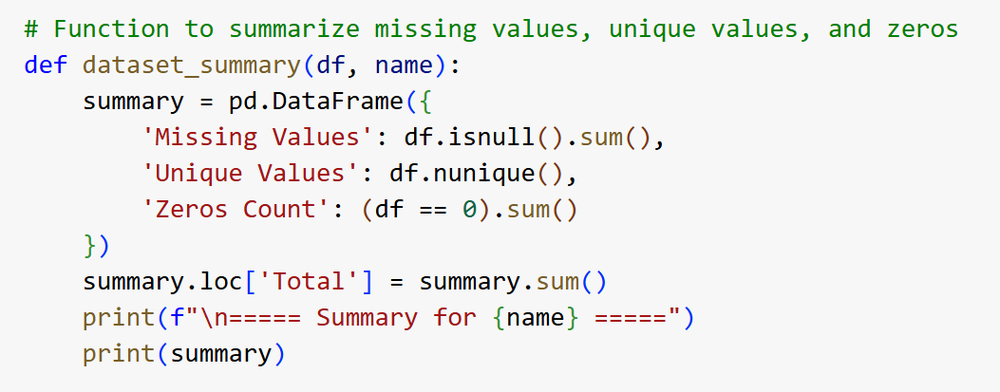 # Function to summarize missing values, unique values, and zeros
def dataset_summary(df, name):
    summary = pd.DataFrame({
        'Missing Values': df.isnull().sum(),
        'Unique Values': df.nunique(),
        'Zeros Count': (df == 0).sum()
    })
    summary.loc['Total'] = summary.sum()
    print(f"\n===== Summary for {name} =====")
    print(summary)